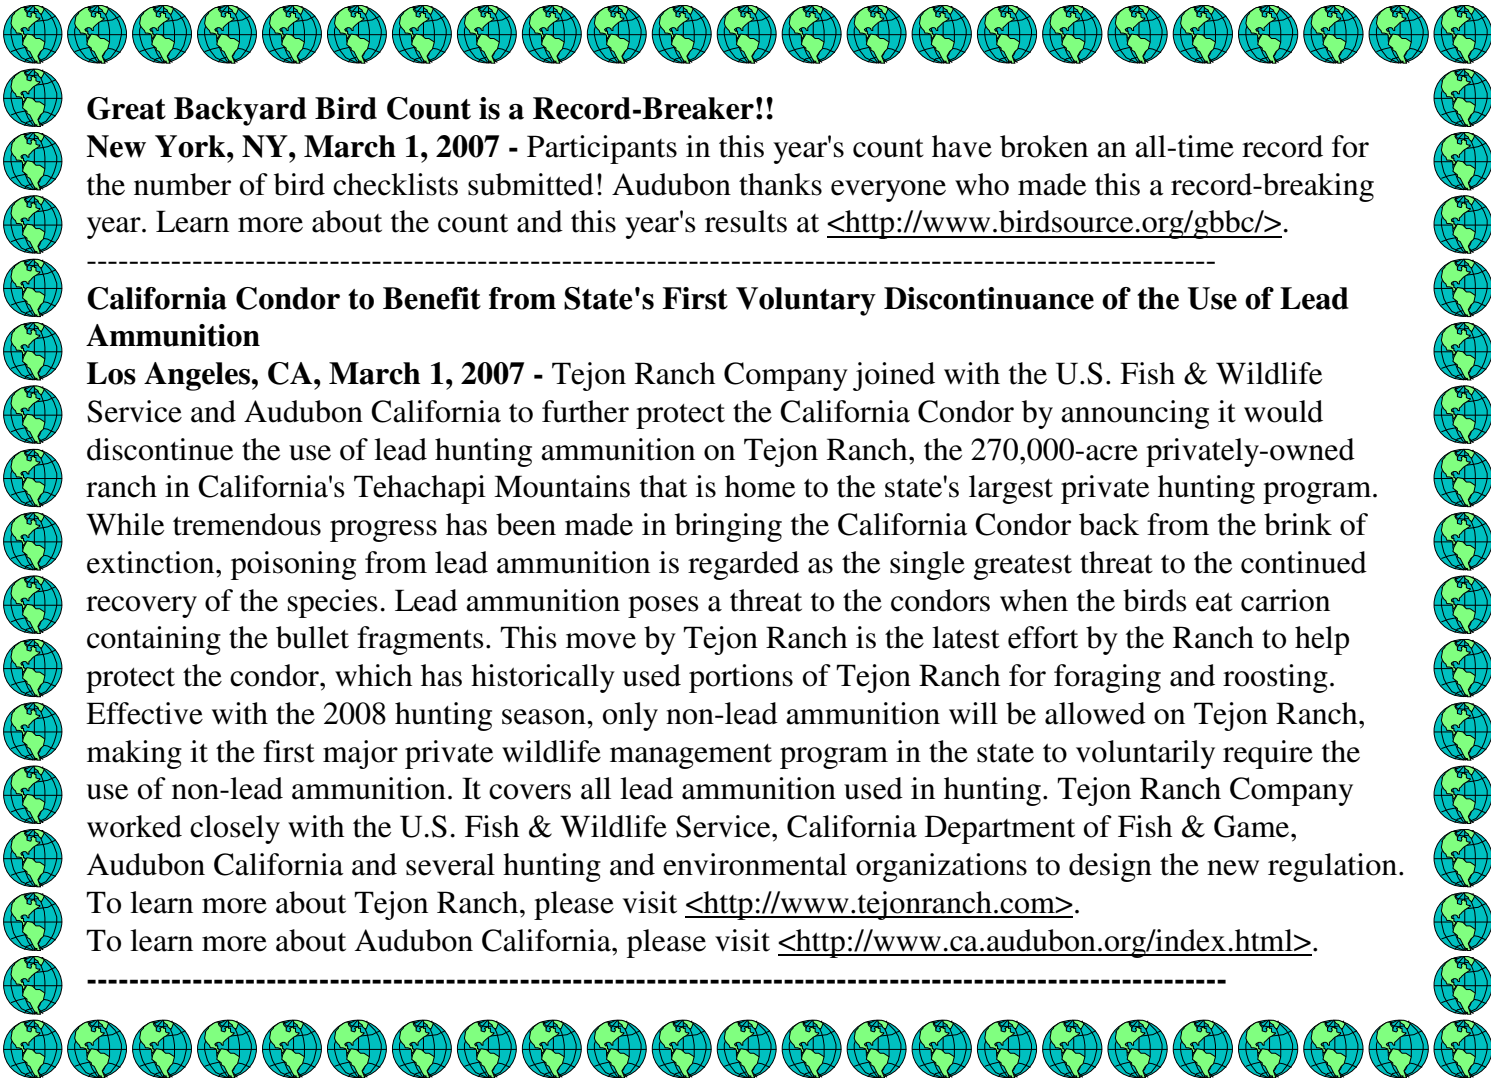 Great Backyard Bird Count is a Record-Breaker!!
New York, NY, March 1, 2007 - Participants in this year's count have broken an all-time record for
the number of bird checklists submitted! Audubon thanks everyone who made this a record-breaking
year. Learn more about the count and this year's results at <http://www.birdsource.org/gbbc/>.
------------------------------------------------------------------------------------------------------------
California Condor to Benefit from State's First Voluntary Discontinuance of the Use of Lead
Ammunition
Los Angeles, CA, March 1, 2007 - Tejon Ranch Company joined with the U.S. Fish & Wildlife
Service and Audubon California to further protect the California Condor by announcing it would
discontinue the use of lead hunting ammunition on Tejon Ranch, the 270,000-acre privately-owned
ranch in California's Tehachapi Mountains that is home to the state's largest private hunting program.
While tremendous progress has been made in bringing the California Condor back from the brink of
extinction, poisoning from lead ammunition is regarded as the single greatest threat to the continued
recovery of the species. Lead ammunition poses a threat to the condors when the birds eat carrion
containing the bullet fragments. This move by Tejon Ranch is the latest effort by the Ranch to help
protect the condor, which has historically used portions of Tejon Ranch for foraging and roosting.
Effective with the 2008 hunting season, only non-lead ammunition will be allowed on Tejon Ranch,
making it the first major private wildlife management program in the state to voluntarily require the
use of non-lead ammunition. It covers all lead ammunition used in hunting. Tejon Ranch Company
worked closely with the U.S. Fish & Wildlife Service, California Department of Fish & Game,
Audubon California and several hunting and environmental organizations to design the new regulation.
To learn more about Tejon Ranch, please visit <http://www.tejonranch.com>.
To learn more about Audubon California, please visit <http://www.ca.audubon.org/index.html>.
------------------------------------------------------------------------------------------------------------